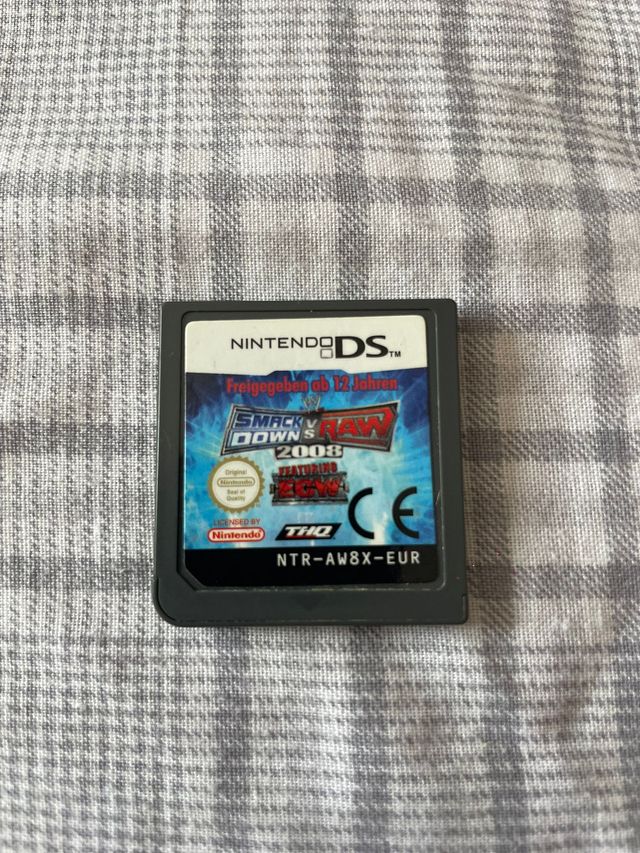 NINTENDO DS™
Freigegeben ab 12 Jahren
W
SMACK
DOWN
VS
RAW
2008
FEATURING
ECW
Original
Nintendo
Seal of
Quality
LICENSED BY
Nintendo
THQ
CE
NTR-AW8X-EUR